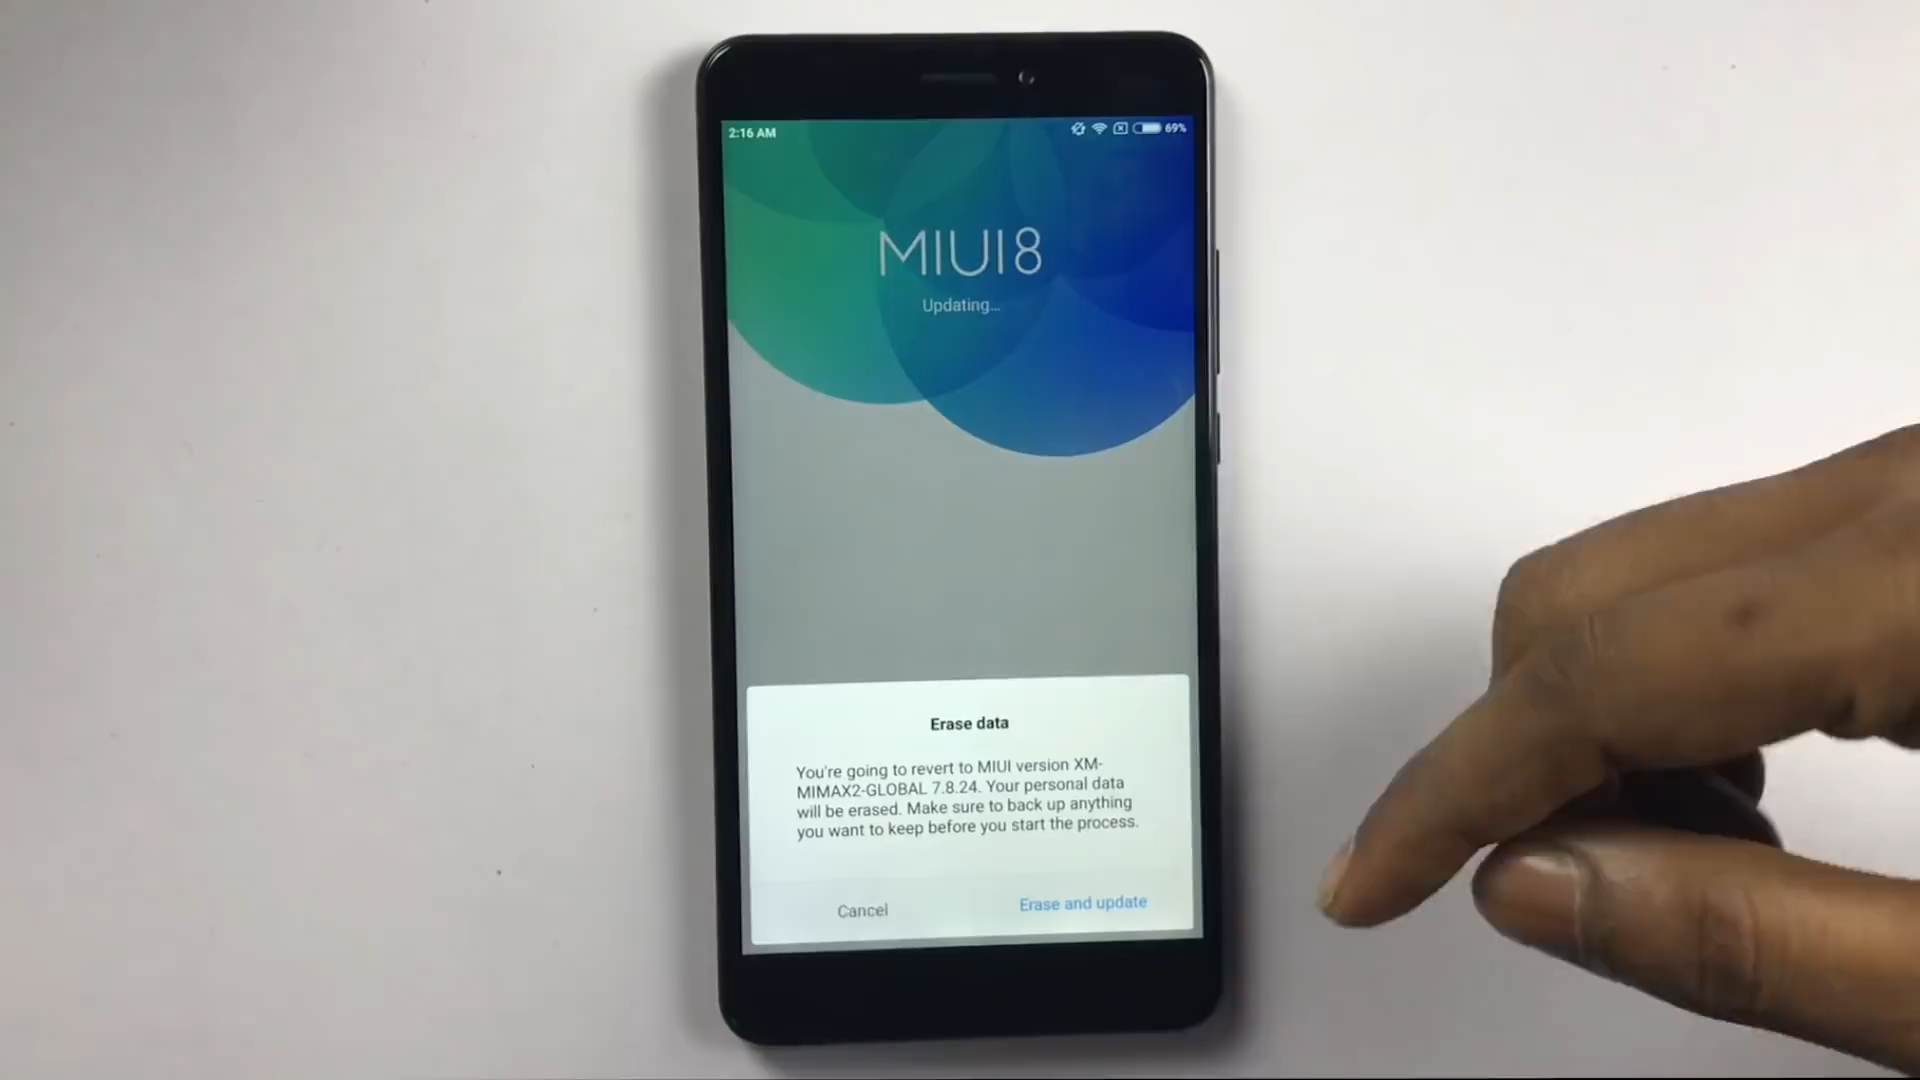 2:16 AM
69%
MIUI8
Updating...
Erase data
You're going to revert to MIUI version XM-
MIMAX2-GLOBAL 7.8.24. Your personal data
will be erased. Make sure to back up anything
you want to keep before you start the process.
Cancel
Erase and update